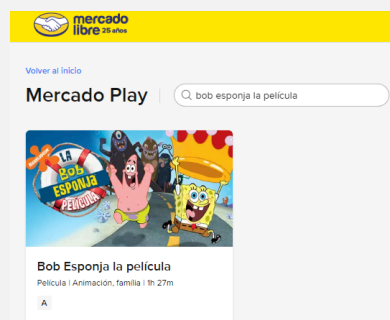 mercado
libre 25 años
Volver al inicio
Mercado Play
bob esponja la película
nickelodeon
LA
Bob
ESPONJA
PELÍCULA
Bob Esponja la película
Película | Animación, família | 1h 27m
A